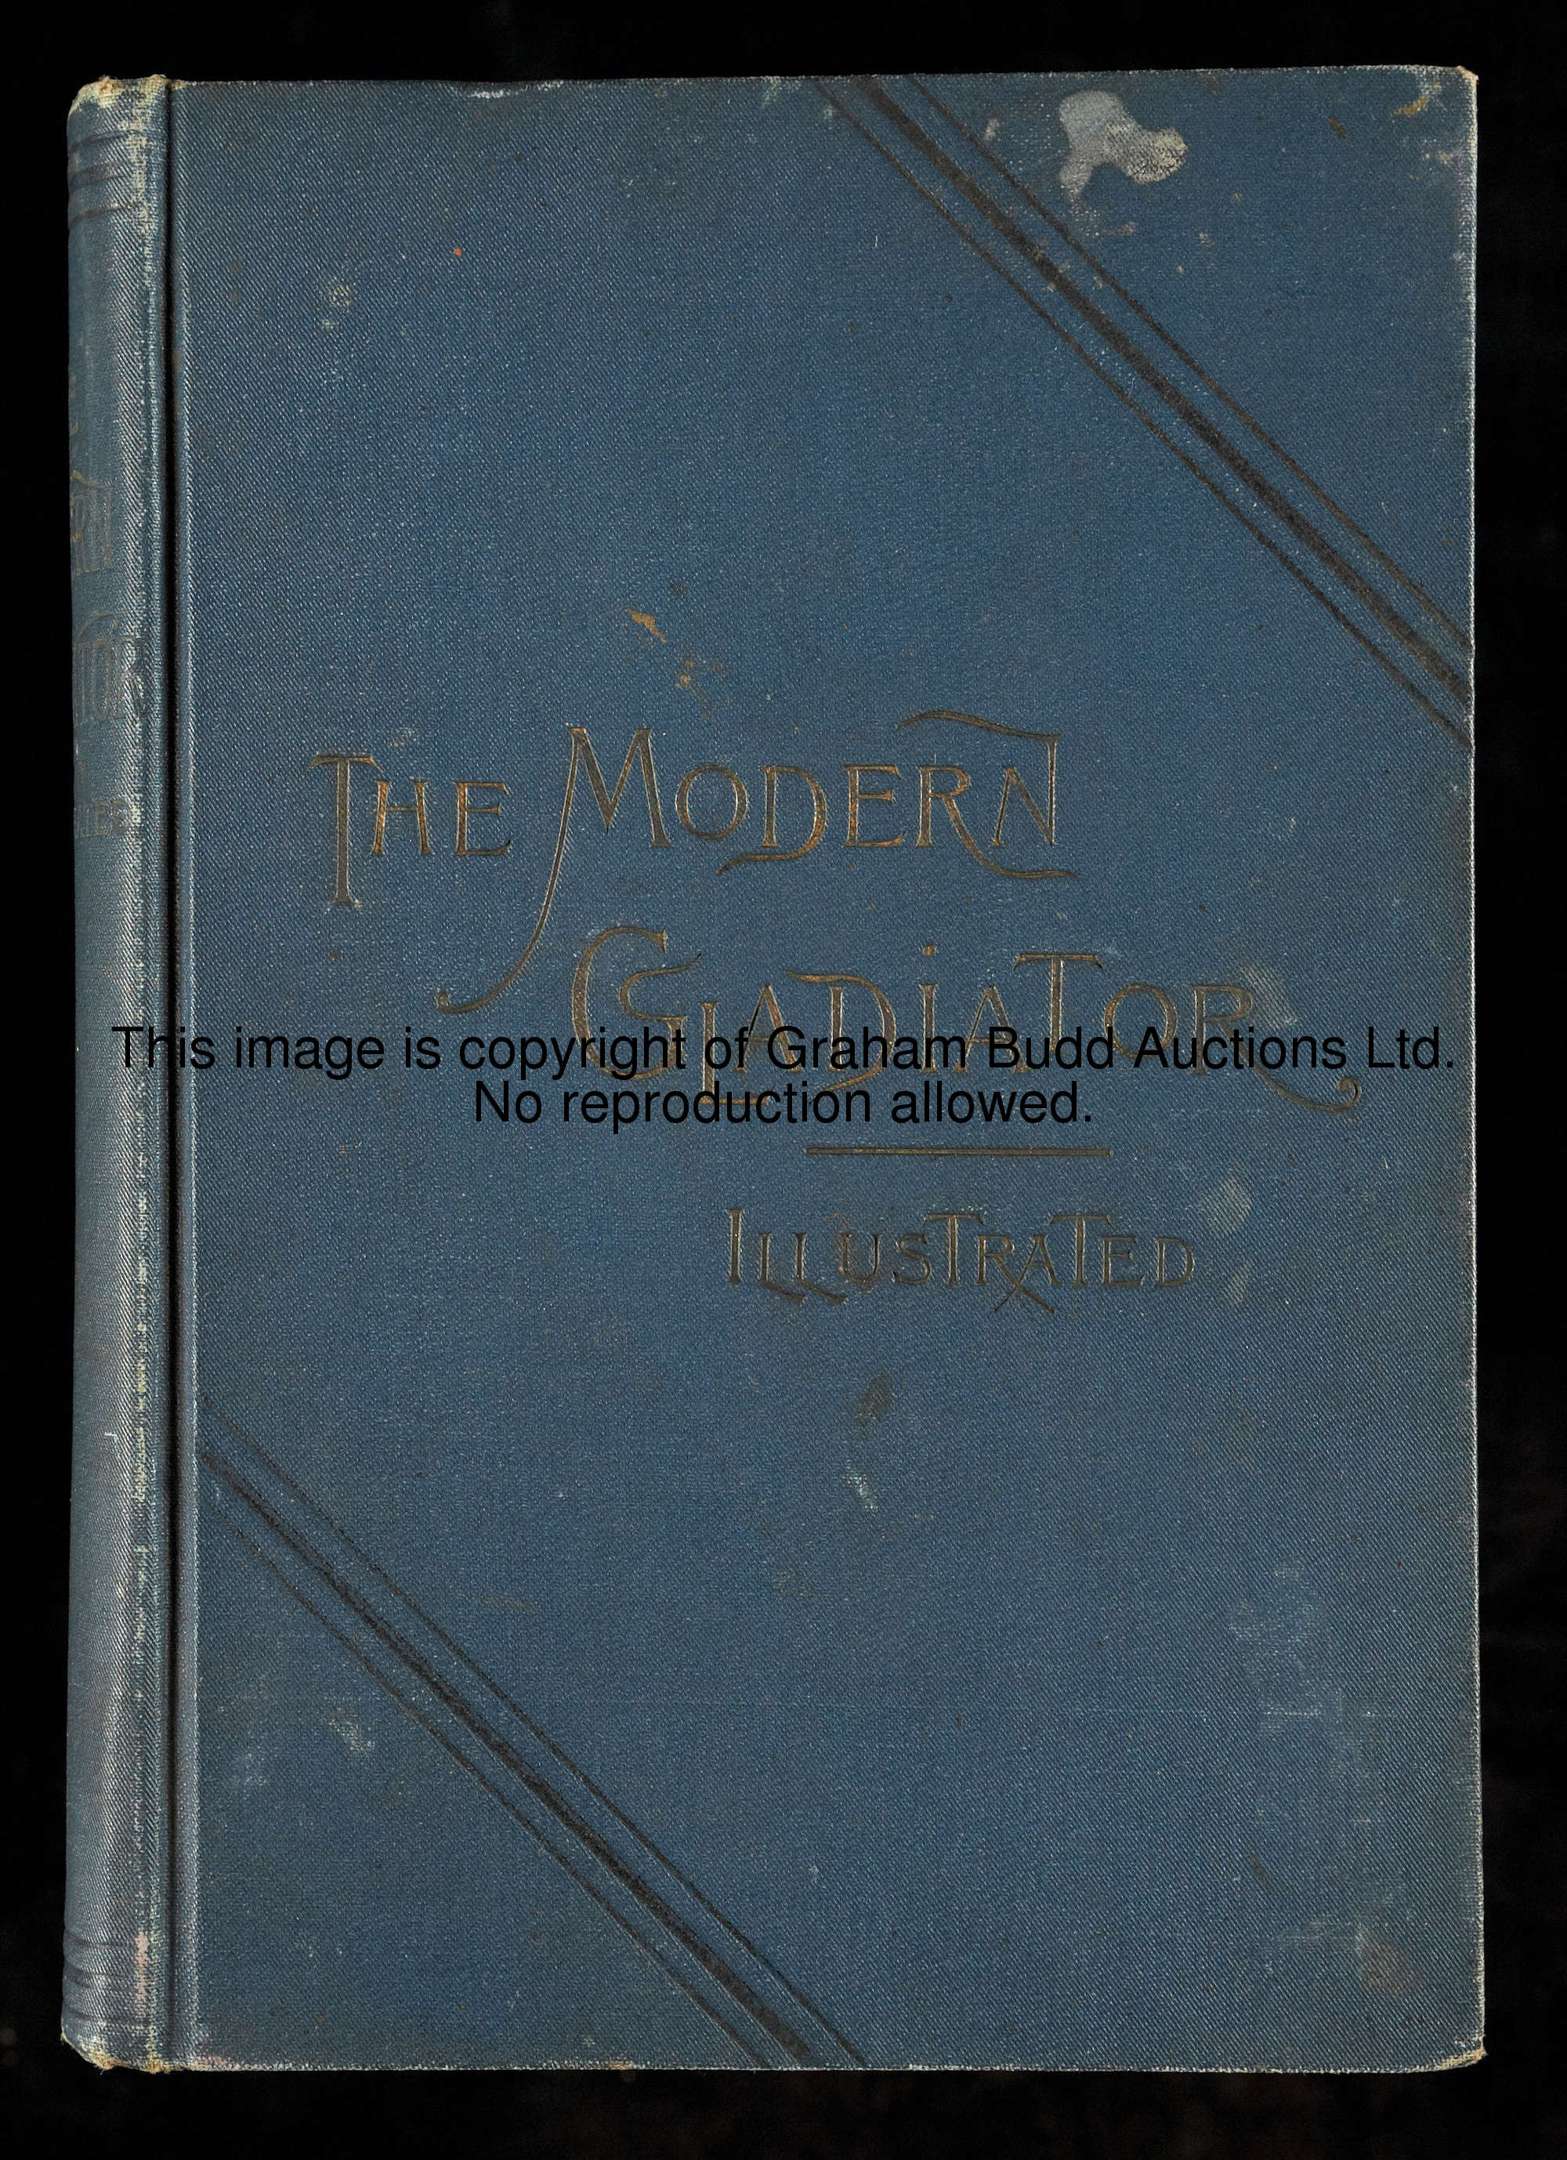 The Modern
Gladiator
This image is copyright of Graham Budd Auctions Ltd.
No reproduction allowed.
Illustrated